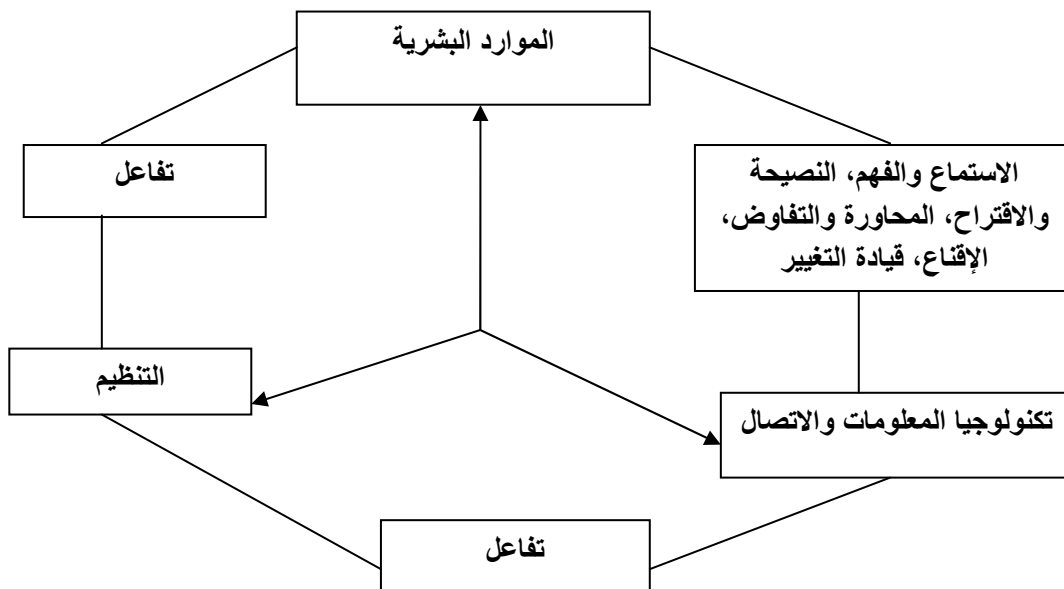 الموارد البشرية
تفاعل
الاستماع والفهم، النصيحة
والاقتراح، المحاورة والتفاوض،
الإقناع، قيادة التغيير
التنظيم
تكنولوجيا المعلومات والاتصال
تفاعل